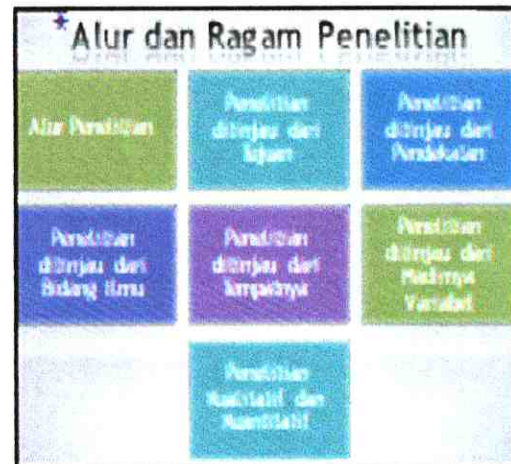 *Alur dan Ragam Penelitian
Alur Penelitian
Penelitian
ditinjau dari
Tujuan
Penelitian
ditinjau dari
Pendekatan
Penelitian
ditinjau dari
Bidang Ilmu
Penelitian
ditinjau dari
Tempatnya
Penelitian
ditinjau dari
Hadirnya
Variabel
Penelitian
Kualitatif dan
Kuantitatif